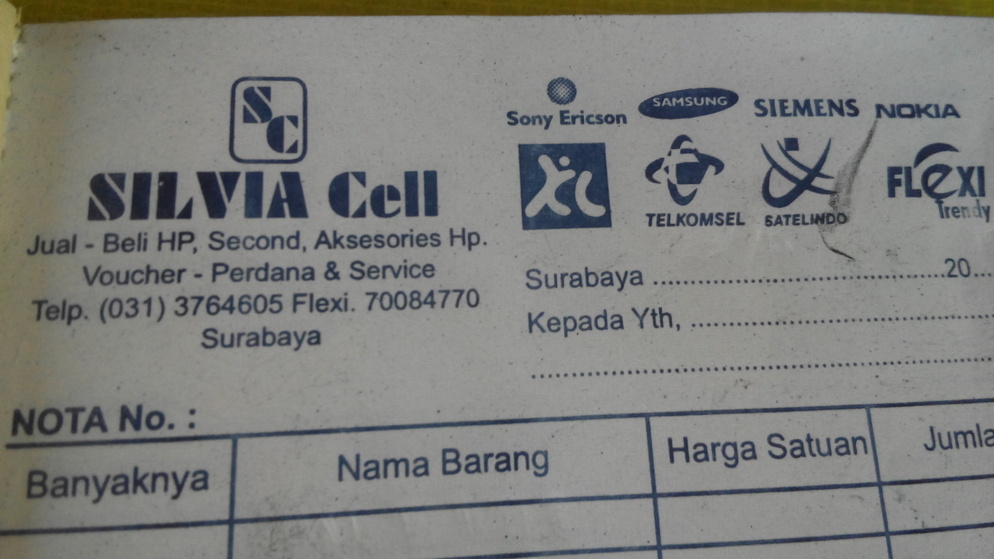 SC
SILVIA Cell
Jual - Beli HP, Second, Aksesories Hp.
Voucher - Perdana & Service
Telp. (031) 3764605 Flexi. 70084770
Surabaya
Sony Ericson
SAMSUNG
SIEMENS
NOKIA
XL
TELKOMSEL
SATELINDO
FLEXI
Trendy
Surabaya ..........................................20...
Kepada Yth, ..........................................
..........................................
NOTA No. :
Banyaknya
Nama Barang
Harga Satuan
Jumla